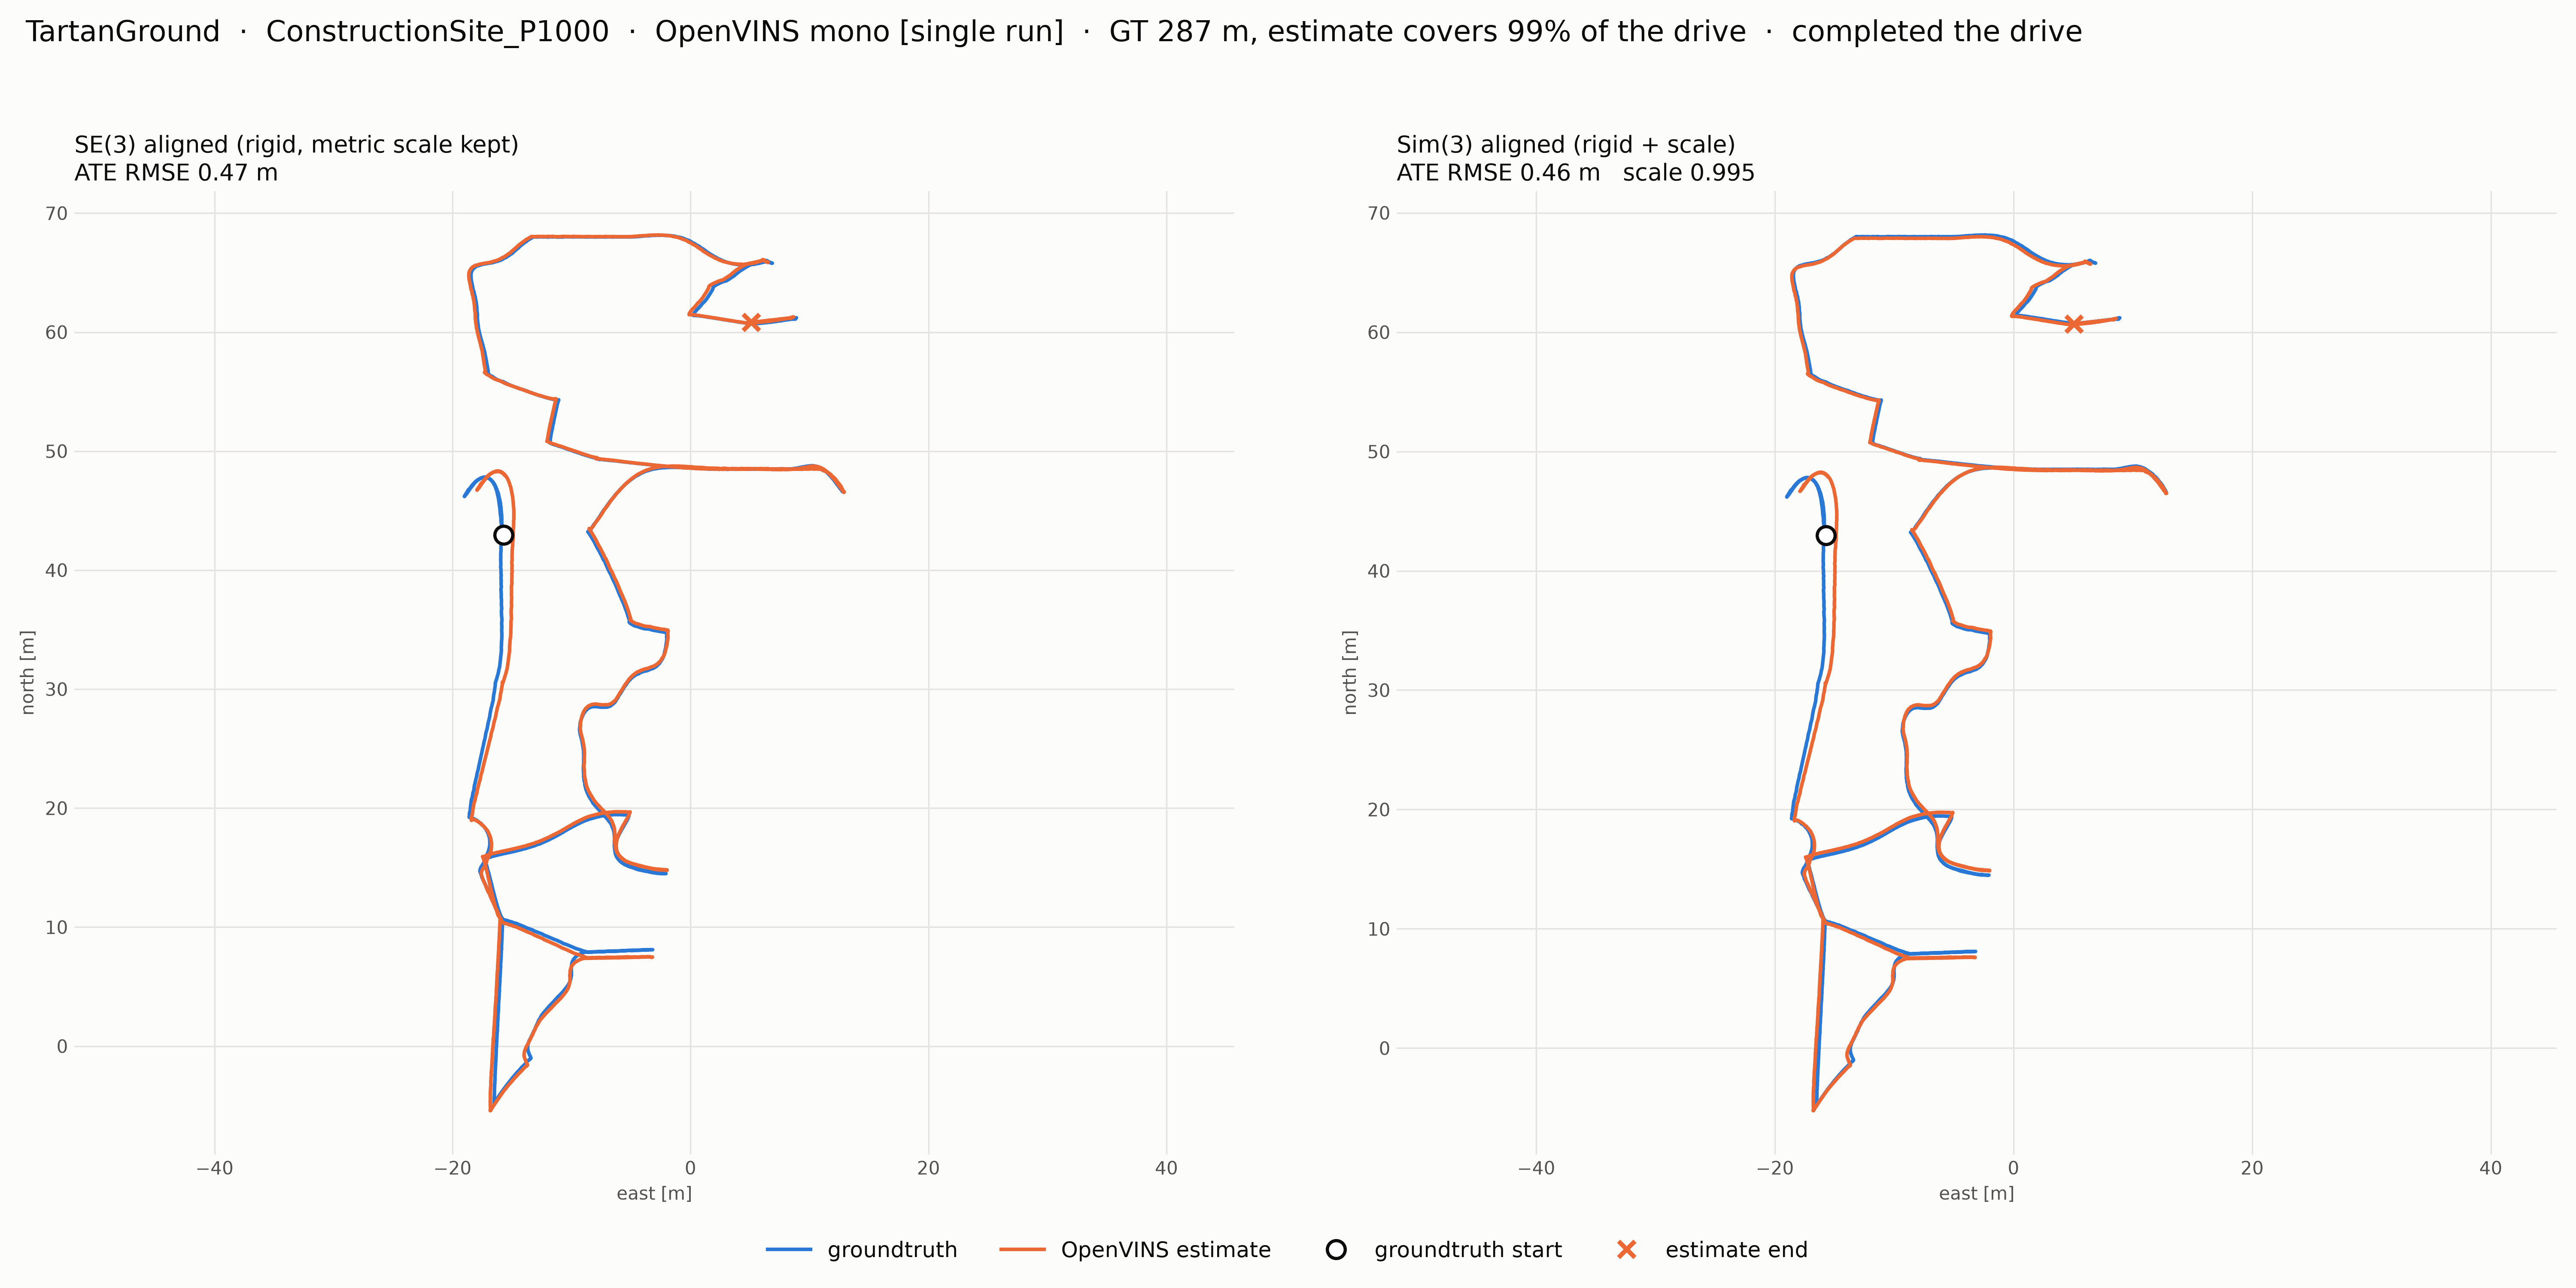 TartanGround · ConstructionSite_P1000 · OpenVINS mono [single run] · GT 287 m, estimate covers 99% of the drive · completed the drive
SE(3) aligned (rigid, metric scale kept)
ATE RMSE 0.47 m
70
60
50
40
30
20
10
0
north [m]
−40
−20
0
20
40
east [m]
Sim(3) aligned (rigid + scale)
ATE RMSE 0.46 m   scale 0.995
70
60
50
40
30
20
10
0
north [m]
−40
−20
0
20
40
east [m]
groundtruth
OpenVINS estimate
groundtruth start
estimate end